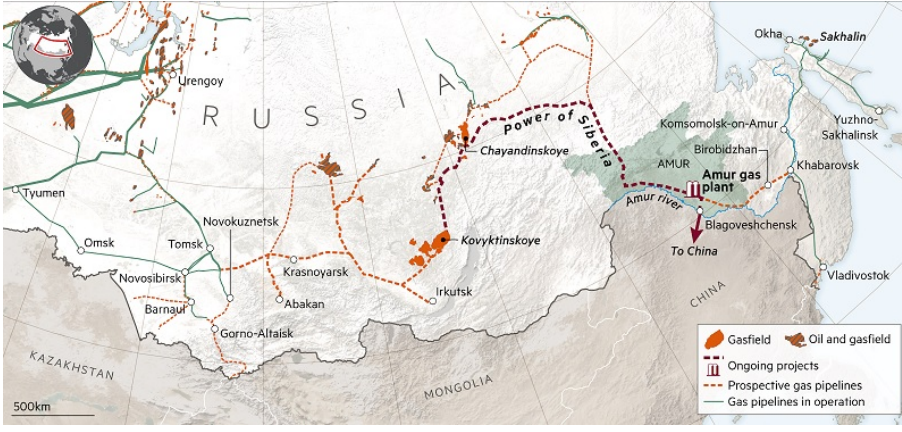 Okha
Sakhalin
Urengoy
RUSSIA
Power of Siberia
Yuzhno-
Sakhalinsk
Komsomolsk-on-Amur
Chayandinskoye
Birobidzhan
AMUR
Amur gas
plant
Khabarovsk
Tyumen
Amur river
Novokuznetsk
Blagoveshchensk
Omsk
Tomsk
Kovyktinskoye
To China
Krasnoyarsk
Novosibirsk
Vladivostok
Irkutsk
CHINA
Barnaul
Abakan
Gorno-Altaisk
Gasfield
Oil and gasfield
KAZAKHSTAN
Ongoing projects
MONGOLIA
Prospective gas pipelines
500km
Gas pipelines in operation